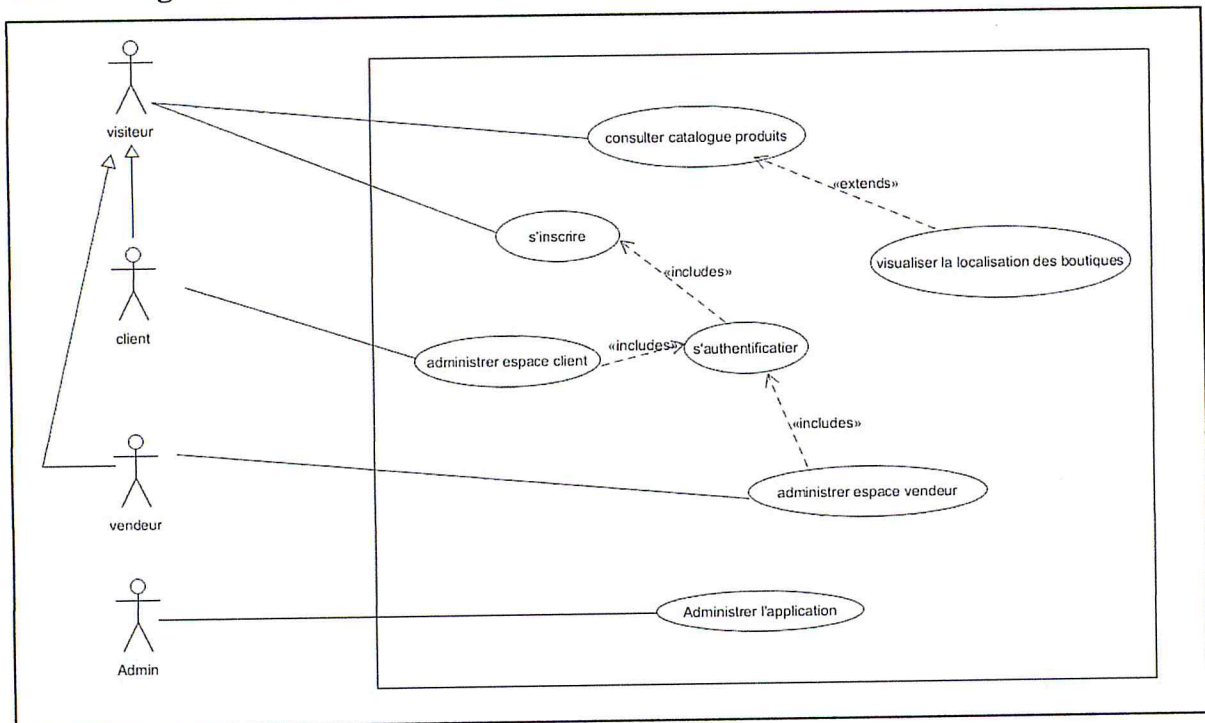 visiteur
consulter catalogue produits
«extends»
s'inscrire
visualiser la localisation des boutiques
«includes»
client
administrer espace client
«includes»
s'authentificatier
«includes»
vendeur
administrer espace vendeur
Admin
Administrer l'application